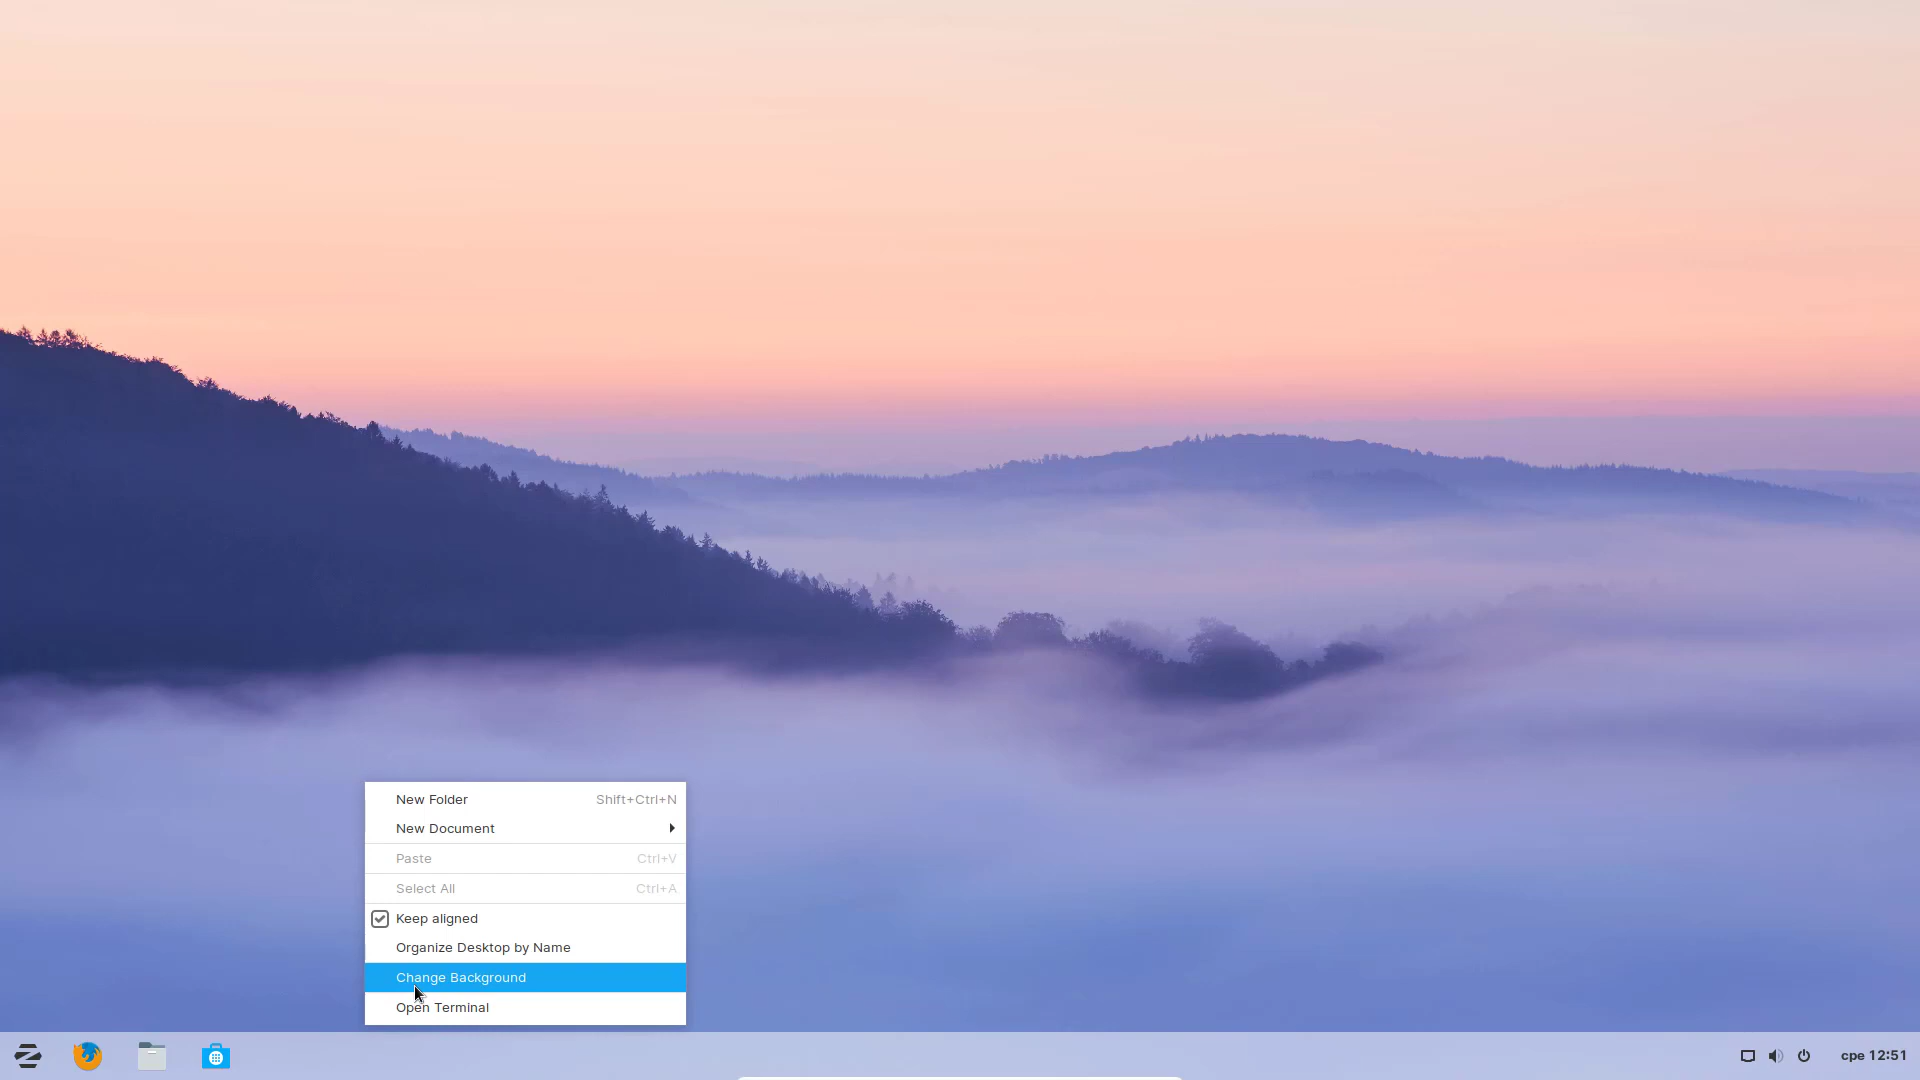 New Folder Shift+Ctrl+N
New Document
Paste Ctrl+V
Select All Ctrl+A
Keep aligned
Organize Desktop by Name
Change Background
Open Terminal
сре 12:51